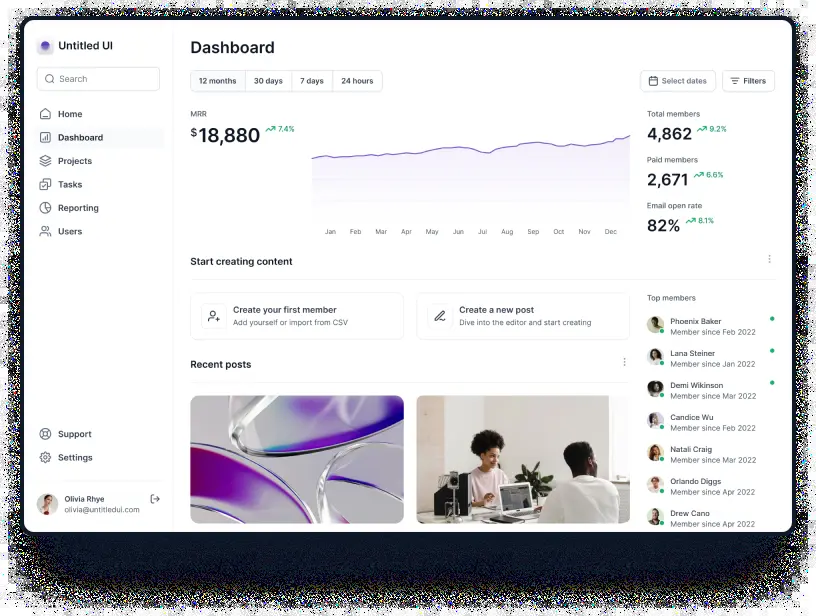 Untitled UI
Search
Home
Dashboard
Projects
Tasks
Reporting
Users
Support
Settings
Olivia Rhye
olivia@untitledui.com
Dashboard
12 months
30 days
7 days
24 hours
Select dates
Filters
MRR
$18,880
7.4%
Jan Feb Mar Apr May Jun Jul Aug Sep Oct Nov Dec
Total members
4,862
9.2%
Paid members
2,671
6.6%
Email open rate
82%
8.1%
Start creating content
Create your first member
Add yourself or import from CSV
Create a new post
Dive into the editor and start creating
Recent posts
Top members
Phoenix Baker
Member since Feb 2022
Lana Steiner
Member since Jan 2022
Demi Wikinson
Member since Mar 2022
Candice Wu
Member since Feb 2022
Natali Craig
Member since Mar 2022
Orlando Diggs
Member since Apr 2022
Drew Cano
Member since Apr 2022